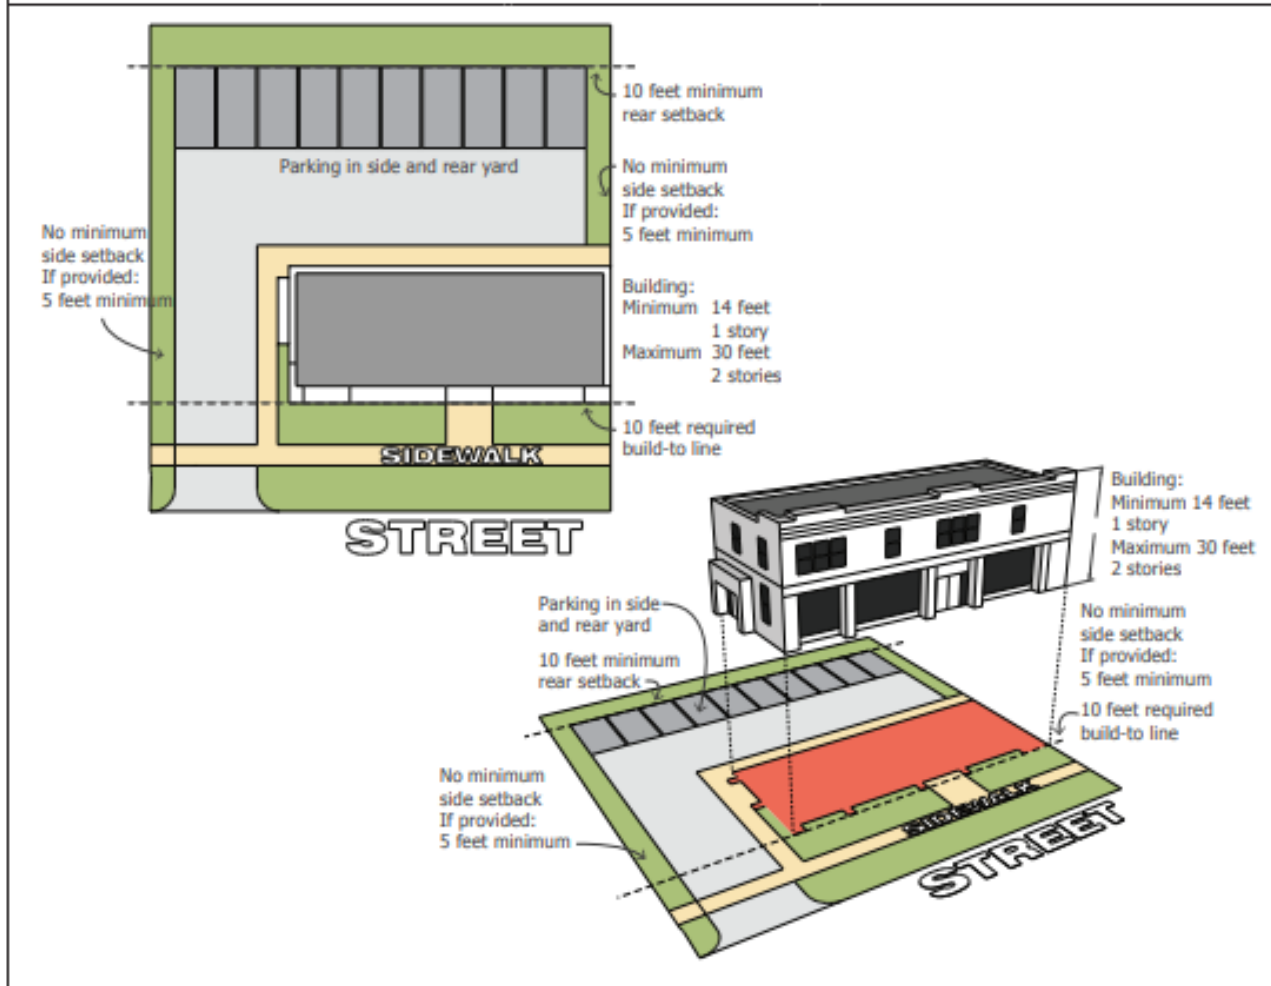 10 feet minimum
rear setback
Parking in side and rear yard
No minimum
side setback
If provided:
5 feet minimum
No minimum
side setback
If provided:
5 feet minimum
Building:
Minimum 14 feet
1 story
Maximum 30 feet
2 stories
10 feet required
build-to line
SIDEWALK
STREET
Building:
Minimum 14 feet
1 story
Maximum 30 feet
2 stories
Parking in side
and rear yard
10 feet minimum
rear setback
No minimum
side setback
If provided:
5 feet minimum
10 feet required
build-to line
No minimum
side setback
If provided:
5 feet minimum
SIDEWALK
STREET